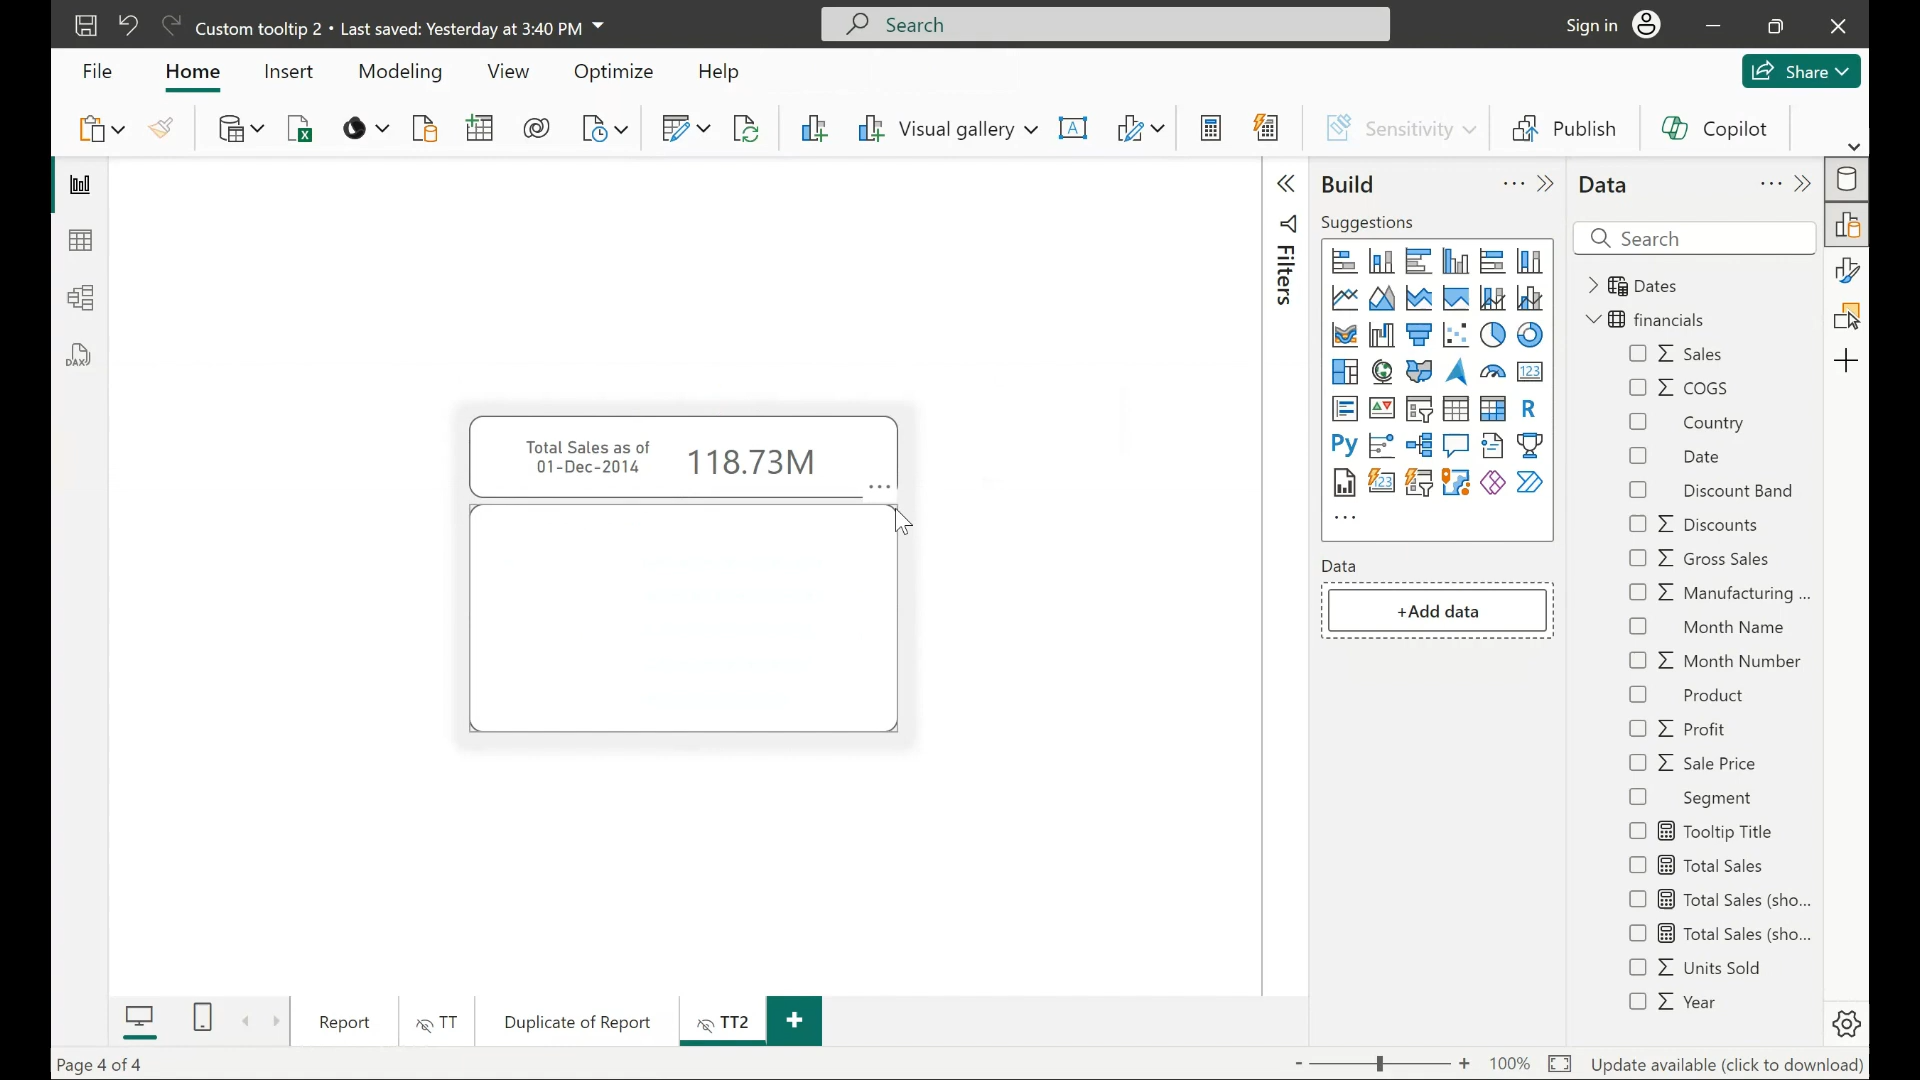 Custom tooltip 2 • Last saved: Yesterday at 3:40 PM
Search
Sign in
File
Home
Insert
Modeling
View
Optimize
Help
Share
Visual gallery
Sensitivity
Publish
Copilot
DAX
Total Sales as of
01-Dec-2014
118.73M
...
Filters
Build
Suggestions
123
R
Py
123
...
Data
+Add data
Data
Search
Dates
financials
Σ Sales
Σ COGS
Country
Date
Discount Band
Σ Discounts
Σ Gross Sales
Σ Manufacturing ...
Month Name
Σ Month Number
Product
Σ Profit
Σ Sale Price
Segment
Tooltip Title
Total Sales
Total Sales (sho...
Total Sales (sho...
Σ Units Sold
Σ Year
Report
TT
Duplicate of Report
TT2
+
Page 4 of 4
- + 100%
Update available (click to download)